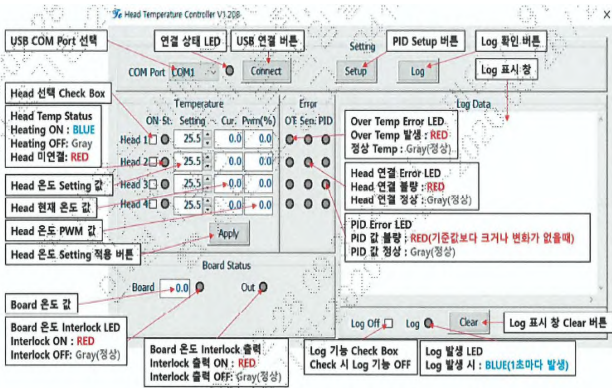 Head Temperature Controller V1.20B
USB COM Port 선택
연결 상태 LED
USB 연결 버튼
PID Setup 버튼
Log 확인 버튼
Setting
COM Port
COM1
Connect
Setup
Log
Log 표시 창
Head 선택 Check Box
Temperature
Error
Log Data
ON St. Setting Cur. Pwm(%)
OT Sen. PID
Head Temp Status
Heating ON : BLUE
Heating OFF: Gray
Head 미연결: RED
Head 1 25.5 0.0 0.0
Head 2 25.5 0.0 0.0
Head 3 25.5 0.0 0.0
Head 4 25.5 0.0 0.0
Over Temp Error LED
Over Temp 발생 : RED
정상 Temp : Gray(정상)
Head 연결 Error LED
Head 연결 불량 : RED
Head 연결 정상 : Gray(정상)
PID Error LED
PID 값 불량 : RED(기준값보다 크거나 변화가 없을때)
PID 값 정상 : Gray(정상)
Head 온도 Setting 값
Head 현재 온도 값
Head 온도 PWM 값
Head 온도 Setting 적용 버튼
Apply
Board Status
Board 0.0
Out
Board 온도 값
Board 온도 Interlock LED
Interlock ON : RED
Interlock OFF: Gray(정상)
Board 온도 Interlock 출력
Interlock 출력 ON : RED
Interlock 출력 OFF: Gray(정상)
Log Off
Log
Clear
Log 표시 창 Clear 버튼
Log 기능 Check Box
Check 시 Log 기능 OFF
Log 발생 LED
Log 발생 시 : BLUE(1초마다 발생)